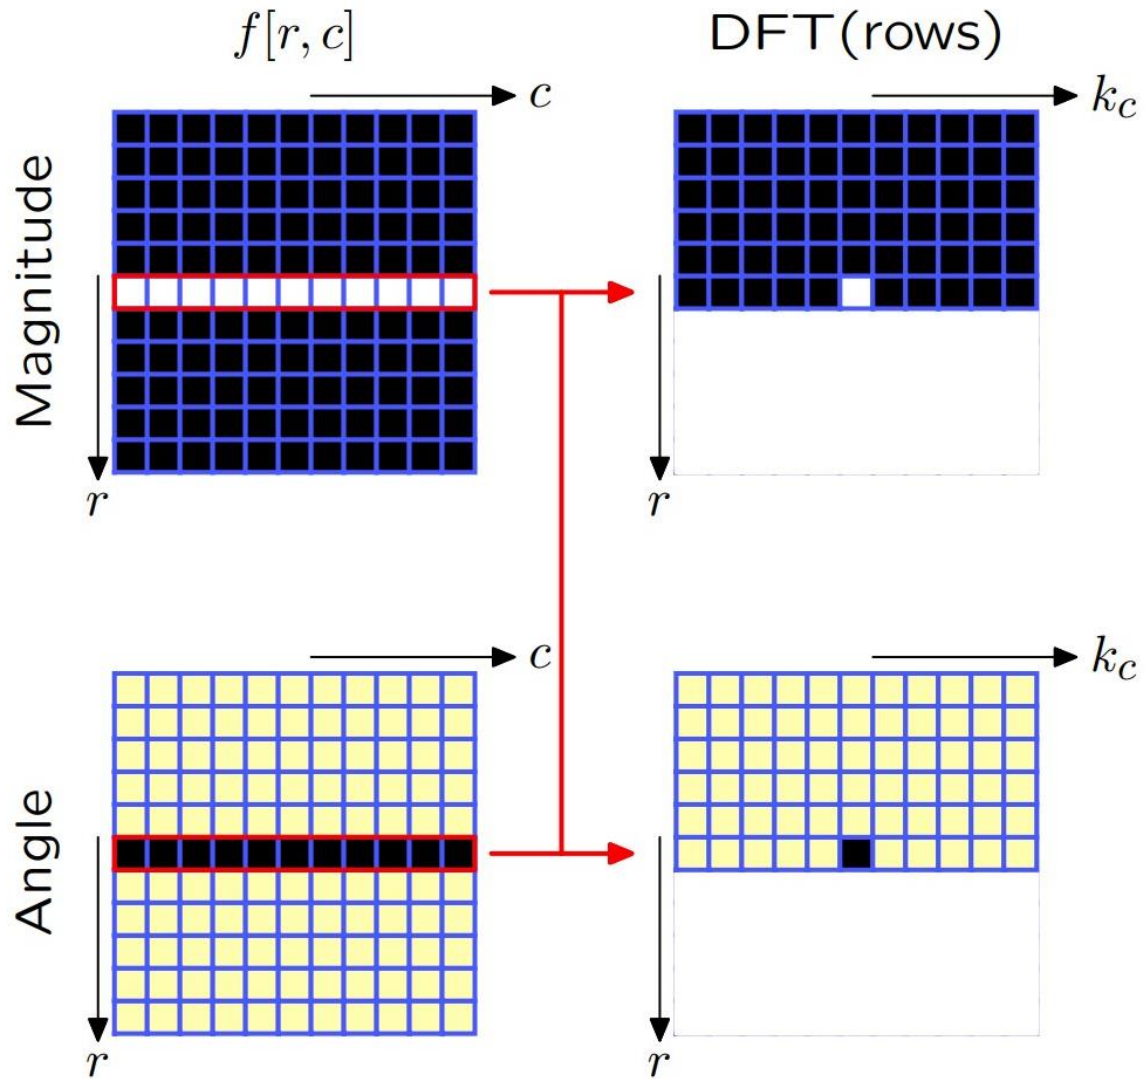 f[r, c]
DFT(rows)
c
k_c
Magnitude
r
r
c
k_c
Angle
r
r